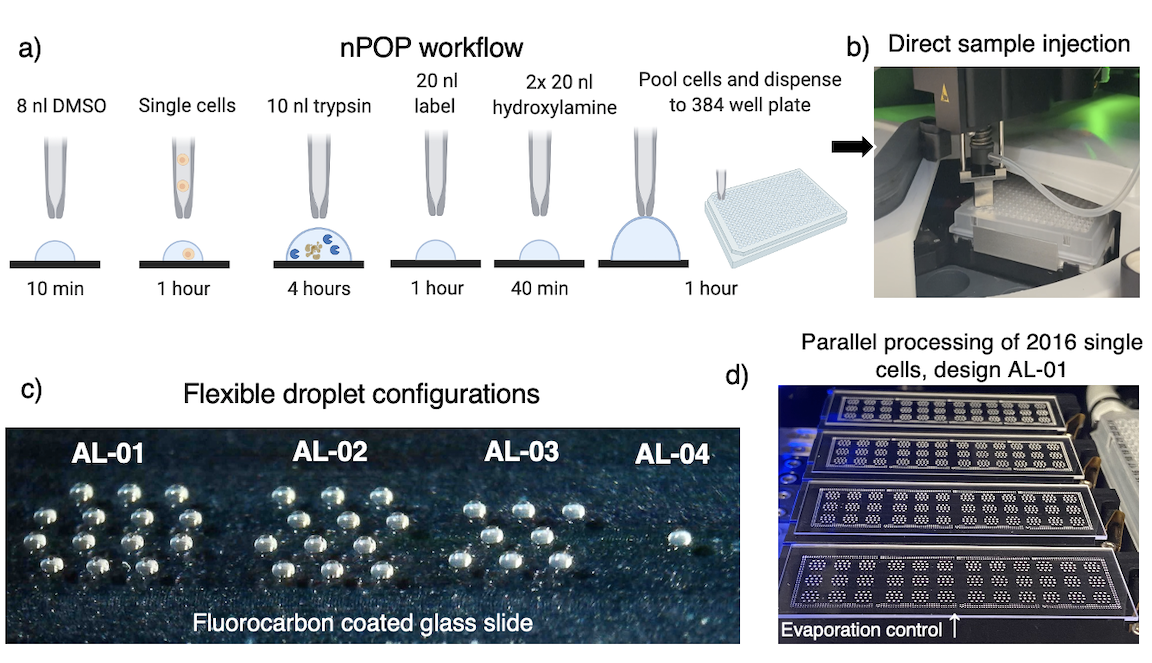 a)
nPOP workflow
8 nl DMSO
Single cells
10 nl trypsin
20 nl
label
2x 20 nl
hydroxylamine
Pool cells and dispense
to 384 well plate
10 min
1 hour
4 hours
1 hour
40 min
1 hour
b)
Direct sample injection
c)
Flexible droplet configurations
AL-01
AL-02
AL-03
AL-04
Fluorocarbon coated glass slide
d)
Parallel processing of 2016 single
cells, design AL-01
Evaporation control